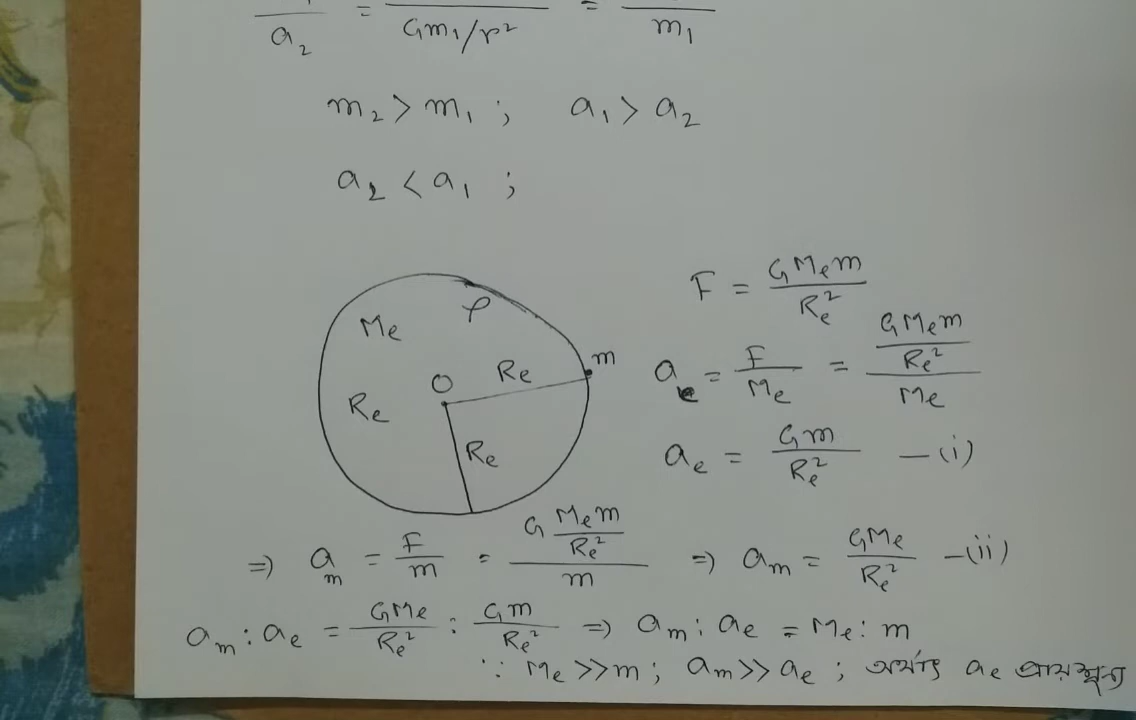 a₂ = Gm₁/r² = m₁
m₂ > m₁ ; a₁ > a₂
a₂ < a₁ ;
F = GMₑm / Rₑ²
Mₑ P
O Rₑ m
Rₑ
Rₑ
aₑ = F / Mₑ = (GMₑm / Rₑ²) / Mₑ
aₑ = Gm / Rₑ² —(i)
⇒ aₘ = F / m = (G Mₑm / Rₑ²) / m ⇒ aₘ = GMₑ / Rₑ² —(ii)
aₘ : aₑ = GMₑ / Rₑ² : Gm / Rₑ² ⇒ aₘ : aₑ = Mₑ : m
∵ Mₑ >> m ; aₘ >> aₑ ; অর্থাৎ aₑ প্রায় শূন্য